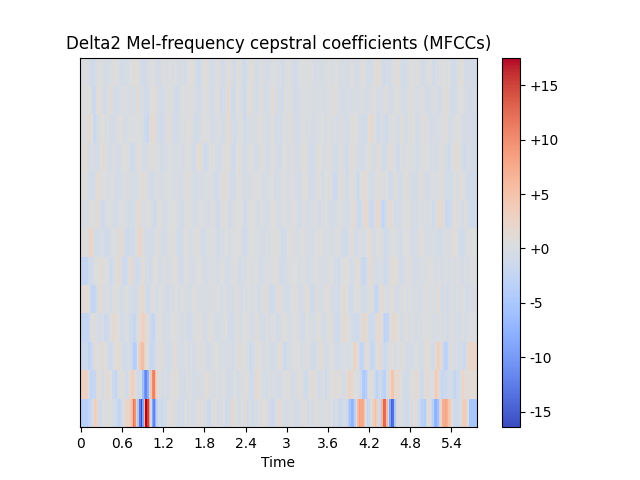 Delta2 Mel-frequency cepstral coefficients (MFCCs)
+15
+10
+5
+0
-5
-10
-15
0 0.6 1.2 1.8 2.4 3 3.6 4.2 4.8 5.4
Time